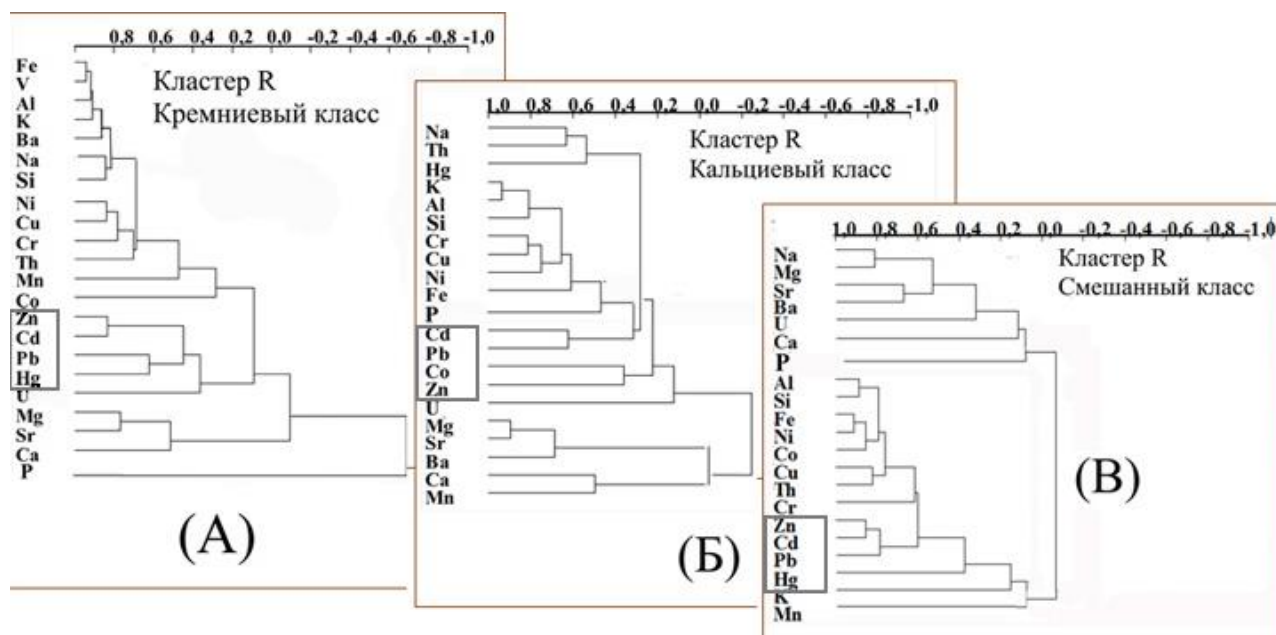 0,8 0,6 0,4 0,2 0,0 -0,2 -0,4 -0,6 -0,8 -1,0
Кластер R
Кремниевый класс
Fe
V
Al
K
Ba
Na
Si
Ni
Cu
Cr
Th
Mn
Co
Zn
Cd
Pb
Hg
U
Mg
Sr
Ca
P
(А)
1,0 0,8 0,6 0,4 0,2 0,0 -0,2 -0,4 -0,6 -0,8 -1,0
Кластер R
Кальциевый класс
Na
Th
Hg
K
Al
Si
Cr
Cu
Ni
Fe
P
Cd
Pb
Co
Zn
U
Mg
Sr
Ba
Ca
Mn
(Б)
1,0 0,8 0,6 0,4 0,2 0,0 -0,2 -0,4 -0,6 -0,8 -1,0
Кластер R
Смешанный класс
Na
Mg
Sr
Ba
U
Ca
P
Al
Si
Fe
Ni
Co
Cu
Th
Cr
Zn
Cd
Pb
Hg
K
Mn
(В)